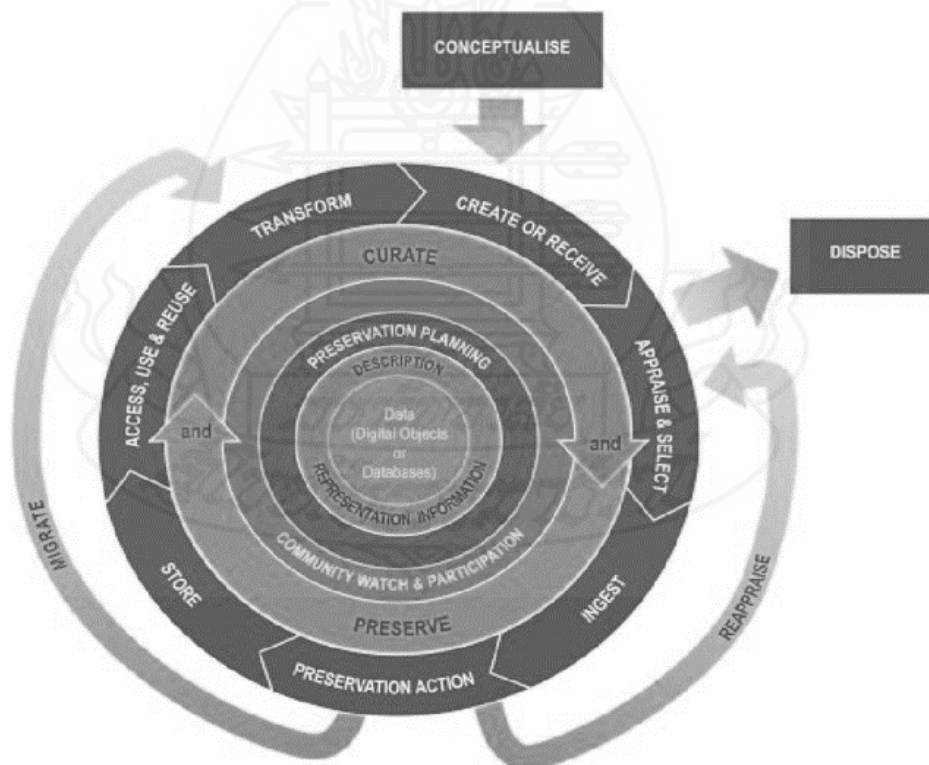 CONCEPTUALISE
TRANSFORM
CREATE OR RECEIVE
DISPOSE
CURATE
ACCESS, USE & REUSE
APPRAISE & SELECT
PRESERVATION PLANNING
DESCRIPTION
and
Data
(Digital Objects
or
Databases)
and
REPRESENTATION INFORMATION
COMMUNITY WATCH & PARTICIPATION
MIGRATE
STORE
INGEST
REAPPRAISE
PRESERVE
PRESERVATION ACTION